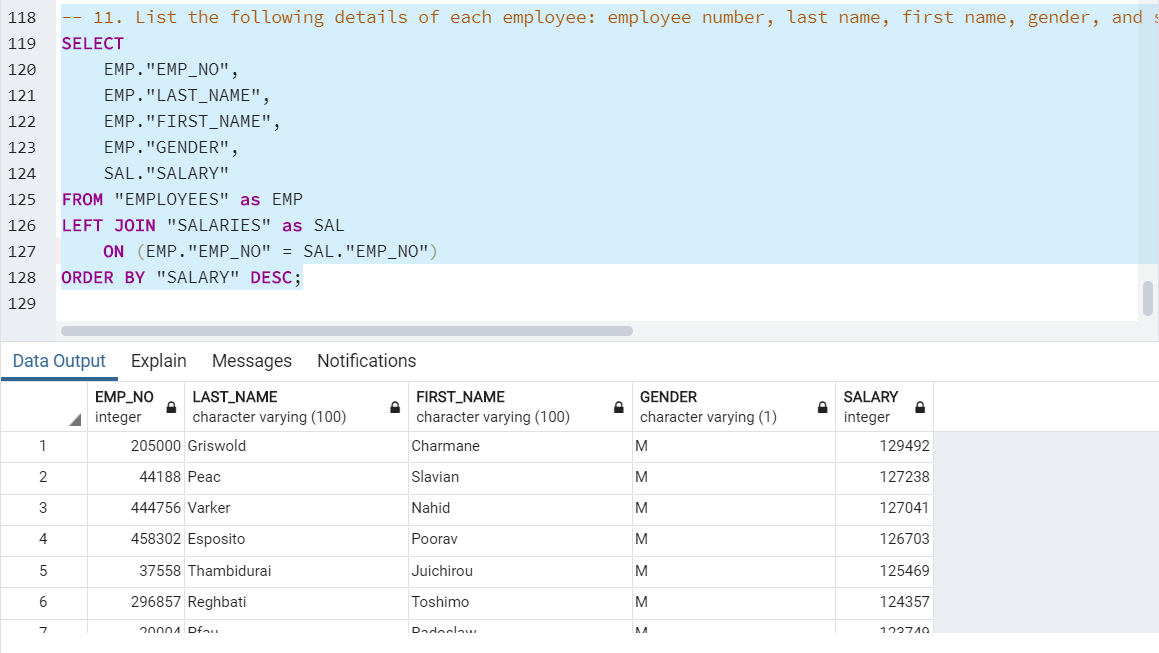 118 -- 11. List the following details of each employee: employee number, last name, first name, gender, and
119 SELECT
120 EMP."EMP_NO",
121 EMP."LAST_NAME",
122 EMP."FIRST_NAME",
123 EMP."GENDER",
124 SAL."SALARY"
125 FROM "EMPLOYEES" as EMP
126 LEFT JOIN "SALARIES" as SAL
127 ON (EMP."EMP_NO" = SAL."EMP_NO")
128 ORDER BY "SALARY" DESC;
129
Data Output Explain Messages Notifications
EMP_NO LAST_NAME FIRST_NAME GENDER SALARY
integer character varying (100) character varying (100) character varying (1) integer
1 205000 Griswold Charmane M 129492
2 44188 Peac Slavian M 127238
3 444756 Varker Nahid M 127041
4 458302 Esposito Poorav M 126703
5 37558 Thambidurai Juichirou M 125469
6 296857 Reghbati Toshimo M 124357
7 20004 Pfau Radoslaw M 123749